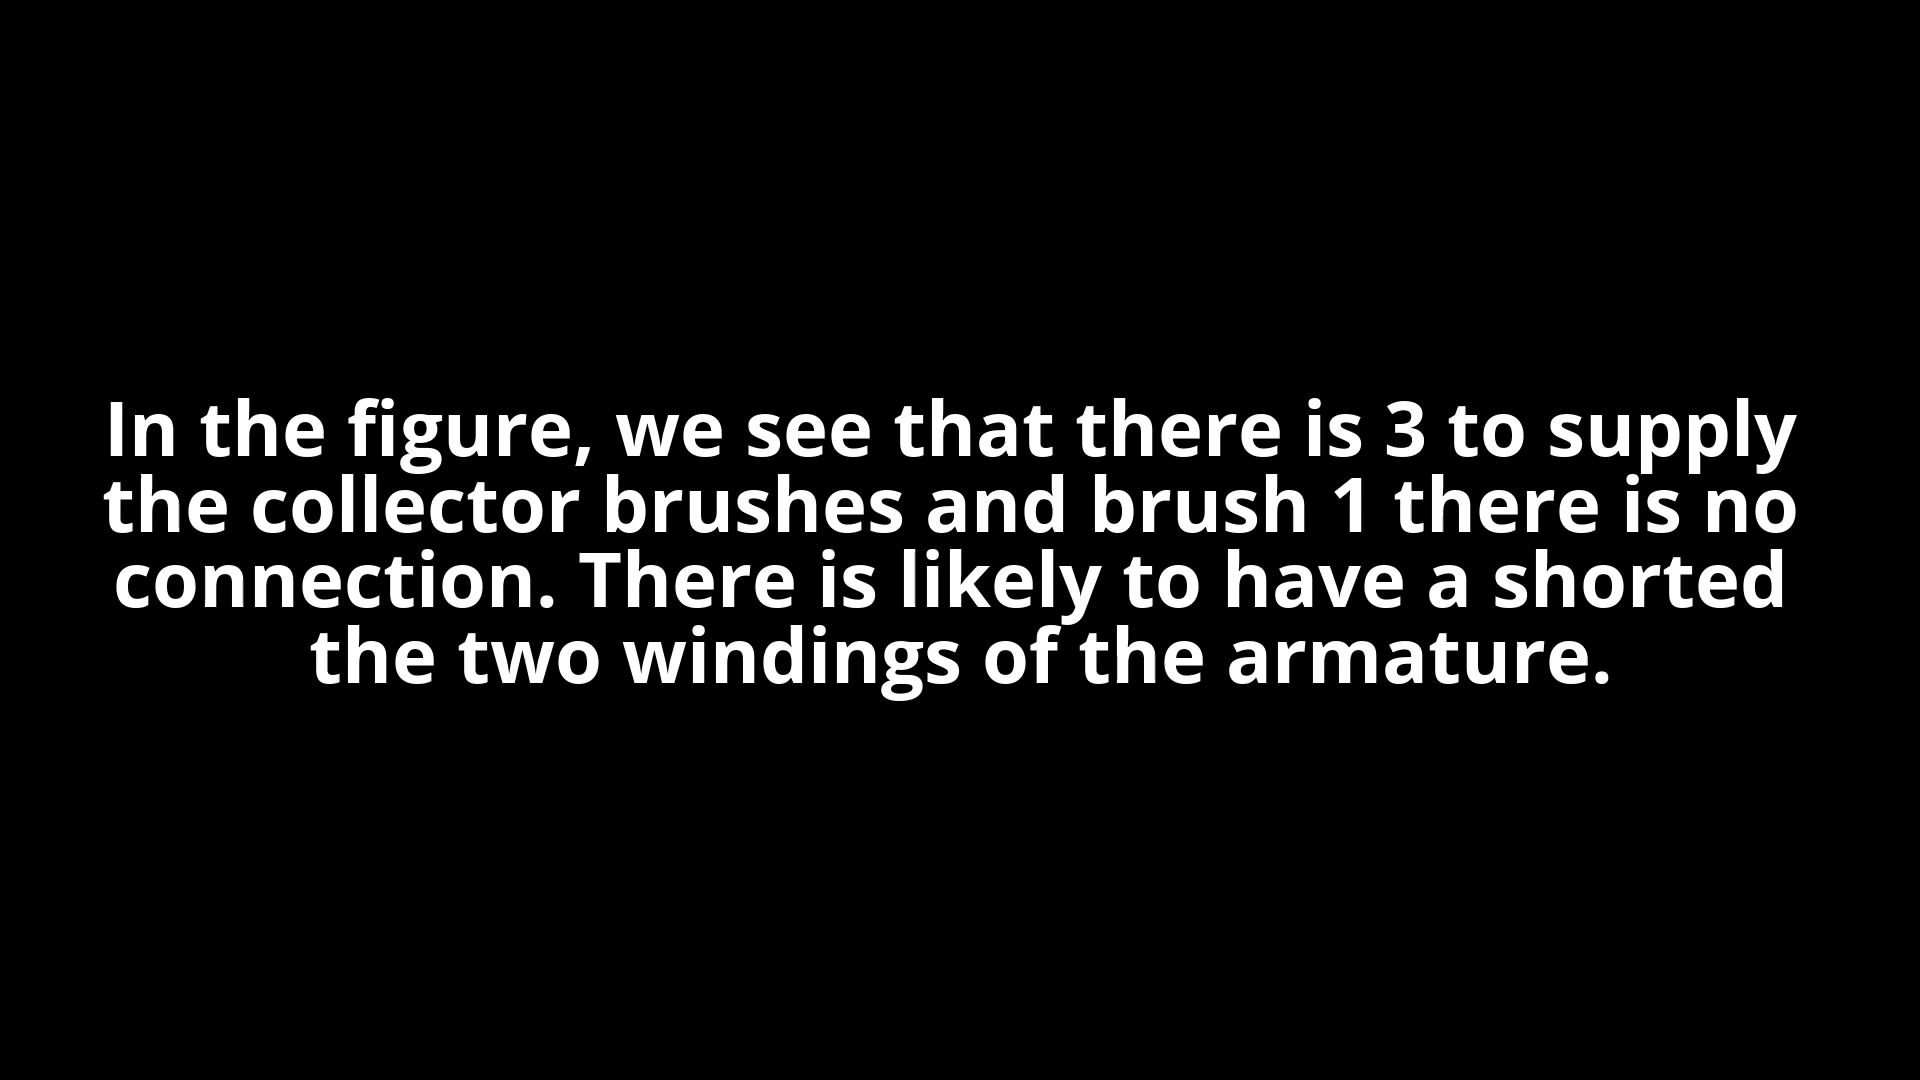 In the figure, we see that there is 3 to supply
the collector brushes and brush 1 there is no
connection. There is likely to have a shorted
the two windings of the armature.